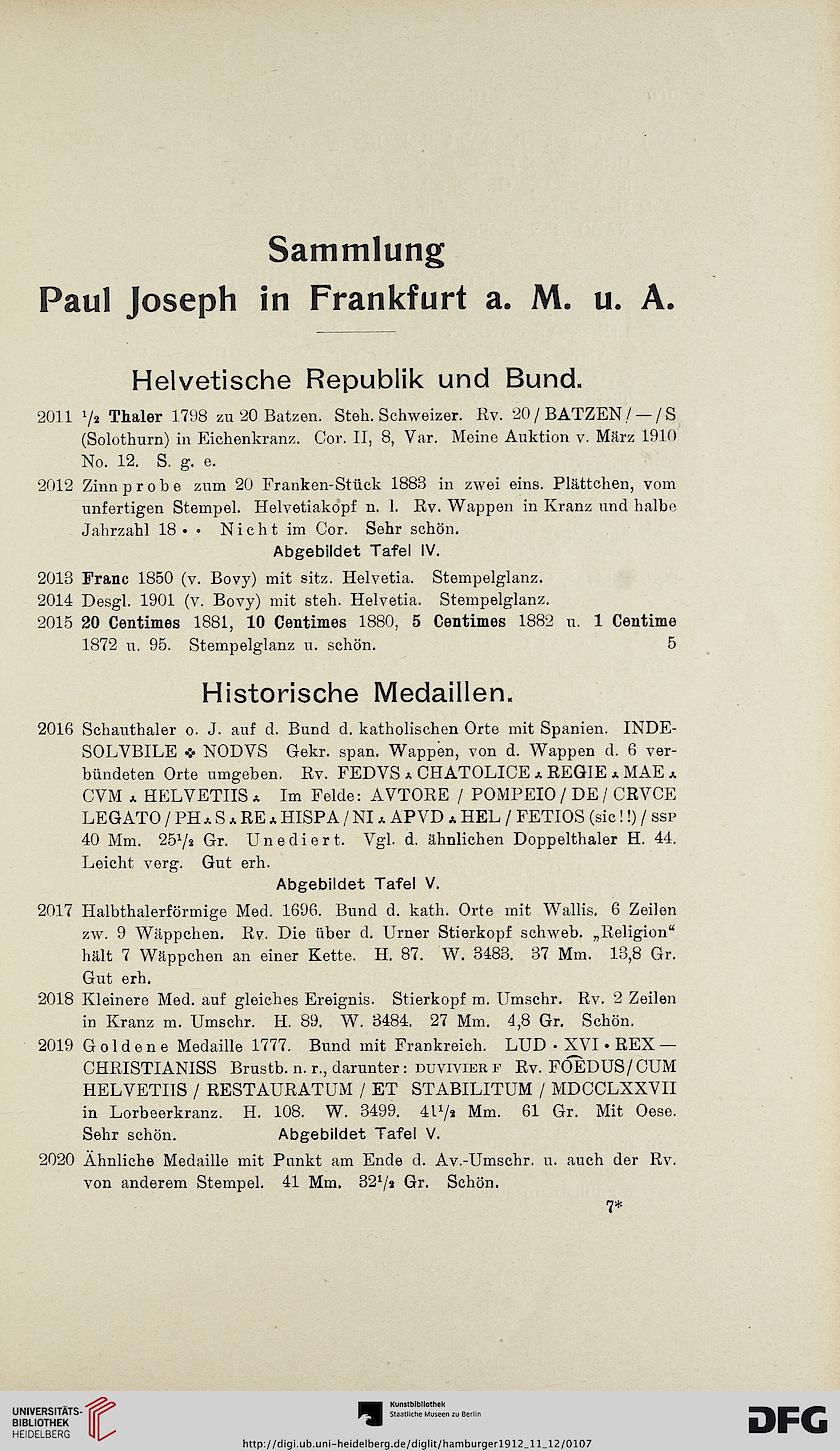 Sammlung
Paul Joseph in Frankfurt a. M. u. A.
Helvetische Republik und Bund.
2011 ½ Thaler 1798 zu 20 Batzen. Steh. Schweizer. Rv. 20 / BATZEN / — / S
(Solothurn) in Eichenkranz. Cor. II, 8, Var. Meine Auktion v. März 1910
No. 12. S. g. e.
2012 Zinnprobe zum 20 Franken-Stück 1883 in zwei eins. Plättchen, vom
unfertigen Stempel. Helvetiakopf n. l. Rv. Wappen in Kranz und halbe
Jahrzahl 18 • • Nicht im Cor. Sehr schön.
Abgebildet Tafel IV.
2013 Franc 1850 (v. Bovy) mit sitz. Helvetia. Stempelglanz.
2014 Desgl. 1901 (v. Bovy) mit steh. Helvetia. Stempelglanz.
2015 20 Centimes 1881, 10 Centimes 1880, 5 Centimes 1882 u. 1 Centime
1872 u. 95. Stempelglanz u. schön. 5
Historische Medaillen.
2016 Schauthaler o. J. auf d. Bund d. katholischen Orte mit Spanien. INDE-
SOLVBILE ✤ NODVS Gekr. span. Wappen, von d. Wappen d. 6 ver-
bündeten Orte umgeben. Rv. FEDVS ⁂ CHATOLICE ⁂ REGIE ⁂ MAE ⁂
CVM ⁂ HELVETIIS ⁂ Im Felde: AVTORE / POMPEIO / DE / CRVCE
LEGATO / PH ⁂ S ⁂ RE ⁂ HISPA / NI ⁂ APVD ⁂ HEL / FETIOS (sic!!) / SSP
40 Mm. 25½ Gr. Unediert. Vgl. d. ähnlichen Doppelthaler H. 44.
Leicht verg. Gut erh.
Abgebildet Tafel V.
2017 Halbthalerförmige Med. 1696. Bund d. kath. Orte mit Wallis. 6 Zeilen
zw. 9 Wäppchen. Rv. Die über d. Urner Stierkopf schweb. „Religion“
hält 7 Wäppchen an einer Kette. H. 87. W. 3483. 37 Mm. 13,8 Gr.
Gut erh.
2018 Kleinere Med. auf gleiches Ereignis. Stierkopf m. Umschr. Rv. 2 Zeilen
in Kranz m. Umschr. H. 89. W. 3484. 27 Mm. 4,8 Gr. Schön.
2019 Goldene Medaille 1777. Bund mit Frankreich. LUD • XVI • REX —
CHRISTIANISS Brustb. n. r., darunter: DUVIVIER F Rv. FO͡EDUS / CUM
HELVETIIS / RESTAURATUM / ET STABILITUM / MDCCLXXVII
in Lorbeerkranz. H. 108. W. 3499. 41½ Mm. 61 Gr. Mit Oese.
Sehr schön. Abgebildet Tafel V.
2020 Ähnliche Medaille mit Punkt am Ende d. Av.-Umschr. u. auch der Rv.
von anderem Stempel. 41 Mm. 32½ Gr. Schön.
7*
UNIVERSITÄTS-
BIBLIOTHEK
HEIDELBERG
Kunstbibliothek
Staatliche Museen zu Berlin
DFG
http://digi.ub.uni-heidelberg.de/diglit/hamburger1912_11_12/0107